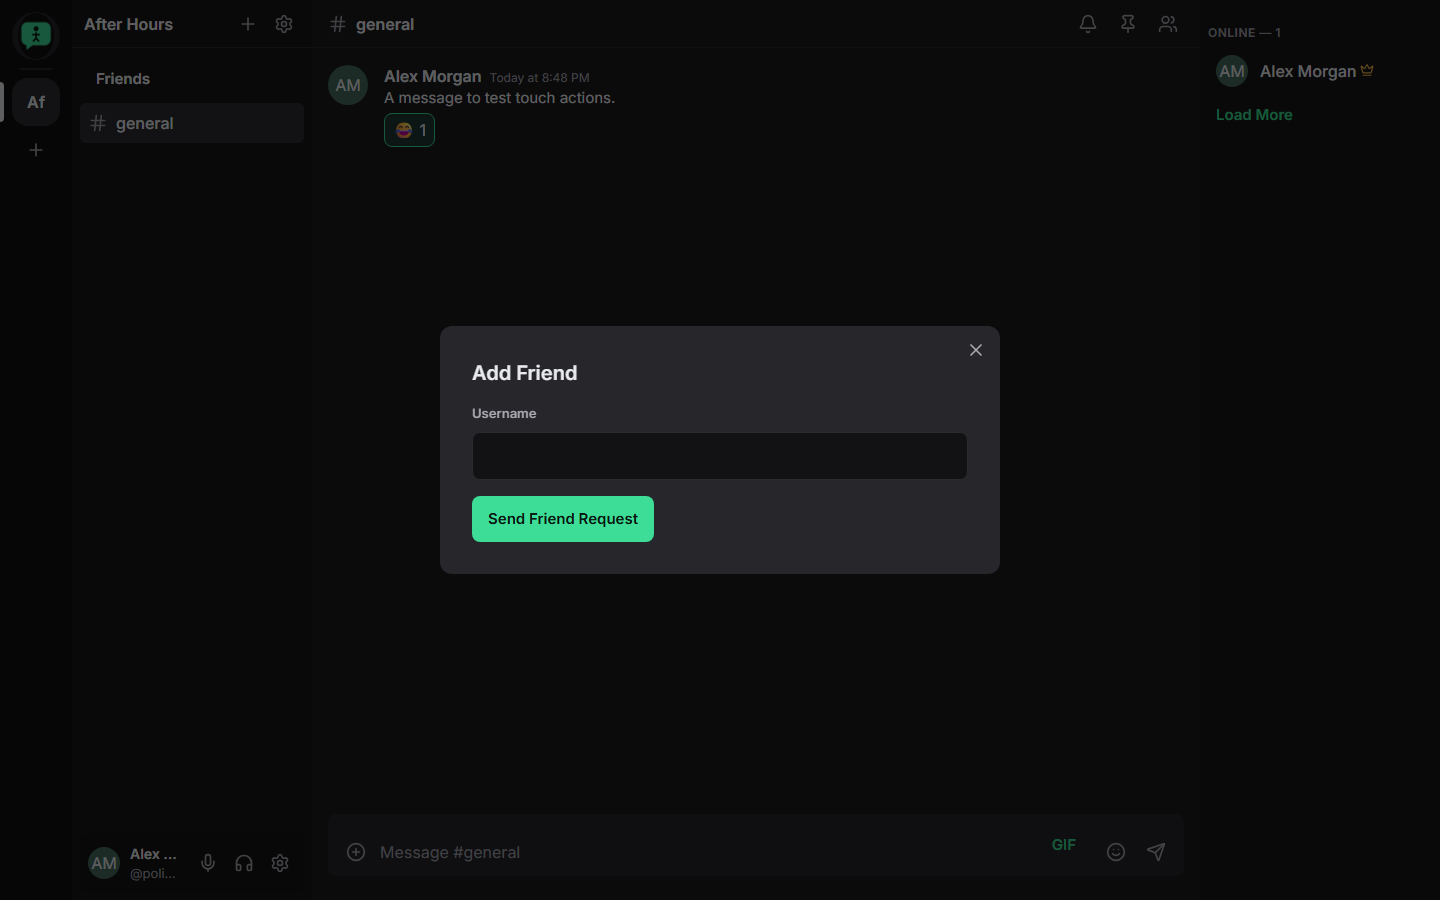 After Hours
general
ONLINE — 1
Friends
Af
general
AM
Alex Morgan Today at 8:48 PM
A message to test touch actions.
1
AM
Alex Morgan
Load More
Add Friend
Username
Send Friend Request
AM
Alex ...
@poli...
Message #general
GIF